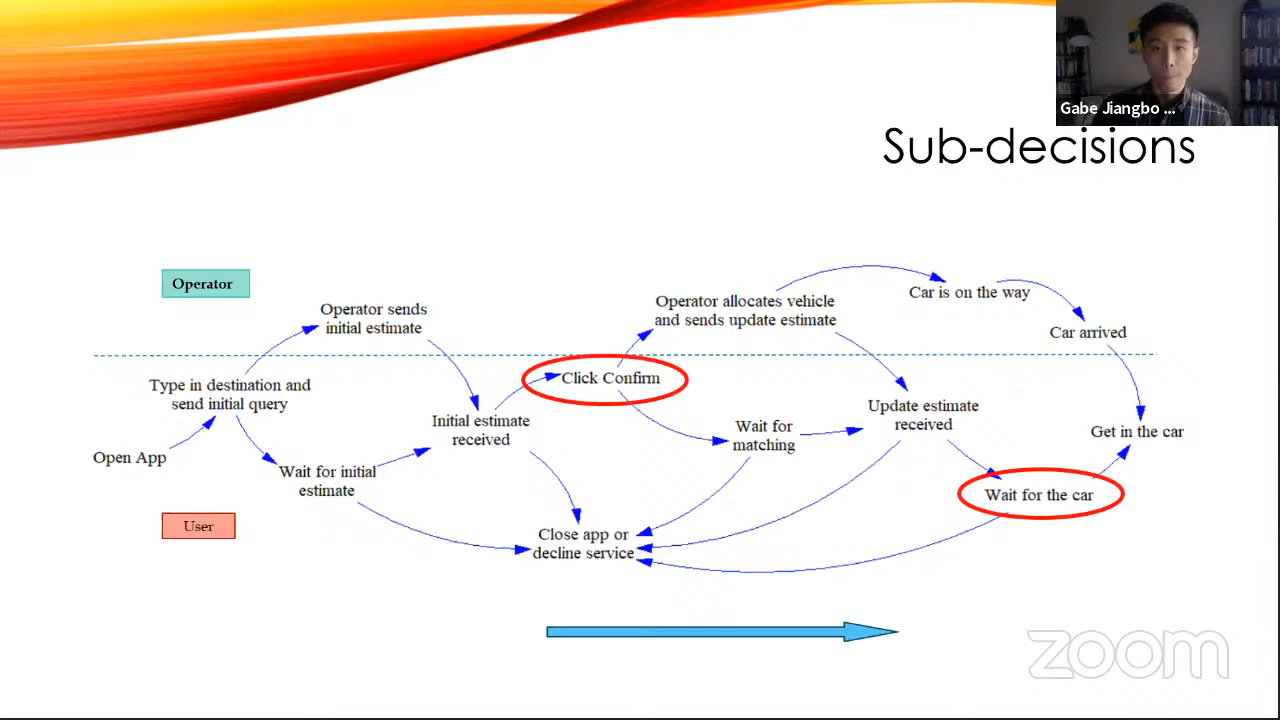 Gabe Jiangbo ...
Sub-decisions
Operator
Operator sends
initial estimate
Operator allocates vehicle
and sends update estimate
Car is on the way
Car arrived
Type in destination and
send initial query
Click Confirm
Initial estimate
received
Wait for
matching
Update estimate
received
Get in the car
Open App
Wait for initial
estimate
Wait for the car
User
Close app or
decline service
zoom